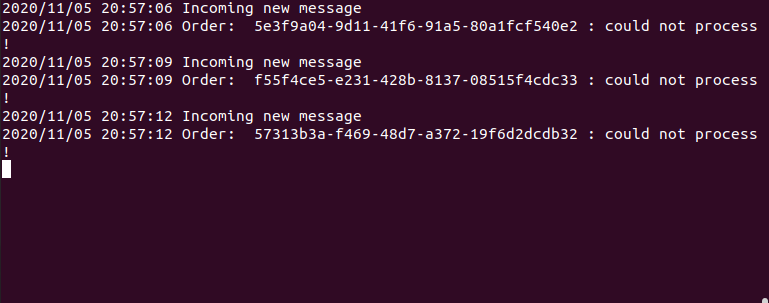 2020/11/05 20:57:06 Incoming new message
2020/11/05 20:57:06 Order:  5e3f9a04-9d11-41f6-91a5-80a1fcf540e2 : could not process
!
2020/11/05 20:57:09 Incoming new message
2020/11/05 20:57:09 Order:  f55f4ce5-e231-428b-8137-08515f4cdc33 : could not process
!
2020/11/05 20:57:12 Incoming new message
2020/11/05 20:57:12 Order:  57313b3a-f469-48d7-a372-19f6d2dcdb32 : could not process
!